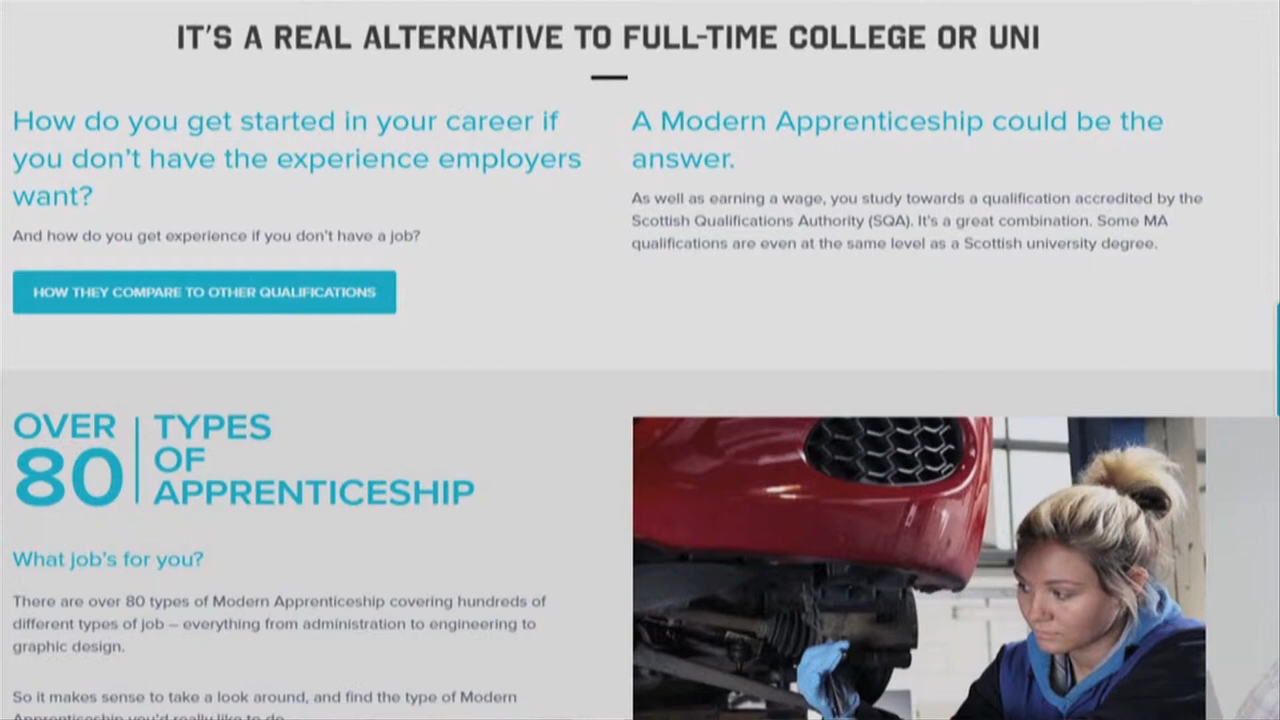 IT'S A REAL ALTERNATIVE TO FULL-TIME COLLEGE OR UNI
How do you get started in your career if
you don't have the experience employers
want?
And how do you get experience if you don't have a job?
HOW THEY COMPARE TO OTHER QUALIFICATIONS
A Modern Apprenticeship could be the
answer.
As well as earning a wage, you study towards a qualification accredited by the
Scottish Qualifications Authority (SQA). It's a great combination. Some MA
qualifications are even at the same level as a Scottish university degree.
OVER
80
TYPES
OF
APPRENTICESHIP
What job's for you?
There are over 80 types of Modern Apprenticeship covering hundreds of
different types of job – everything from administration to engineering to
graphic design.
So it makes sense to take a look around, and find the type of Modern
Apprenticeship you'd really like to do